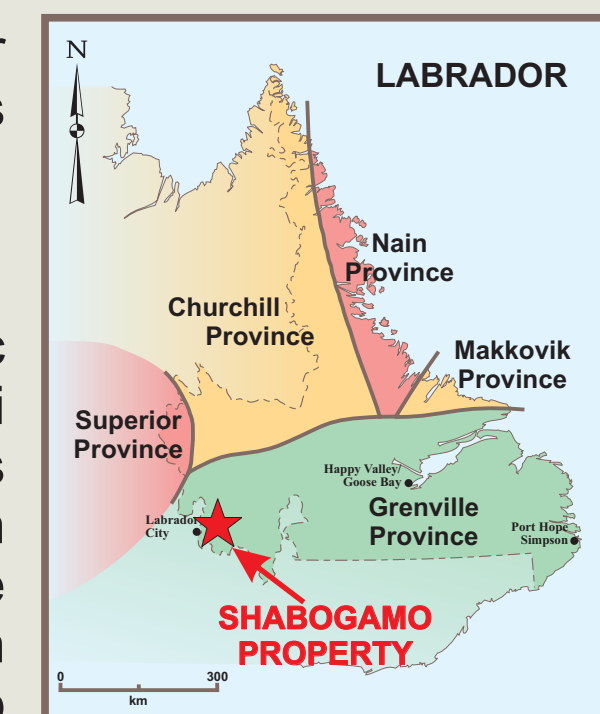 N
LABRADOR
Nain
Province
Churchill
Province
Makkovik
Province
Superior
Province
Happy Valley/
Goose Bay
Grenville
Province
Labrador
City
Port Hope
Simpson
SHABOGAMO
PROPERTY
0 300
km